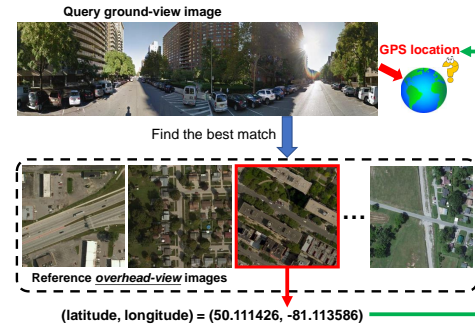 Query ground-view image
GPS location
?
Find the best match
...
Reference overhead-view images
(latitude, longitude) = (50.111426, -81.113586)